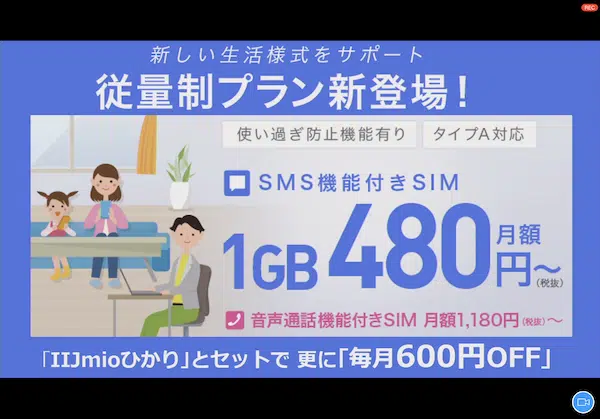 REC
新しい生活様式をサポート
従量制プラン新登場！
使い過ぎ防止機能有り
タイプA対応
SMS機能付きSIM
1GB 480 月額
円～
(税抜)
音声通話機能付きSIM 月額1,180円(税抜)～
「IIJmioひかり」とセットで 更に「毎月600円OFF」